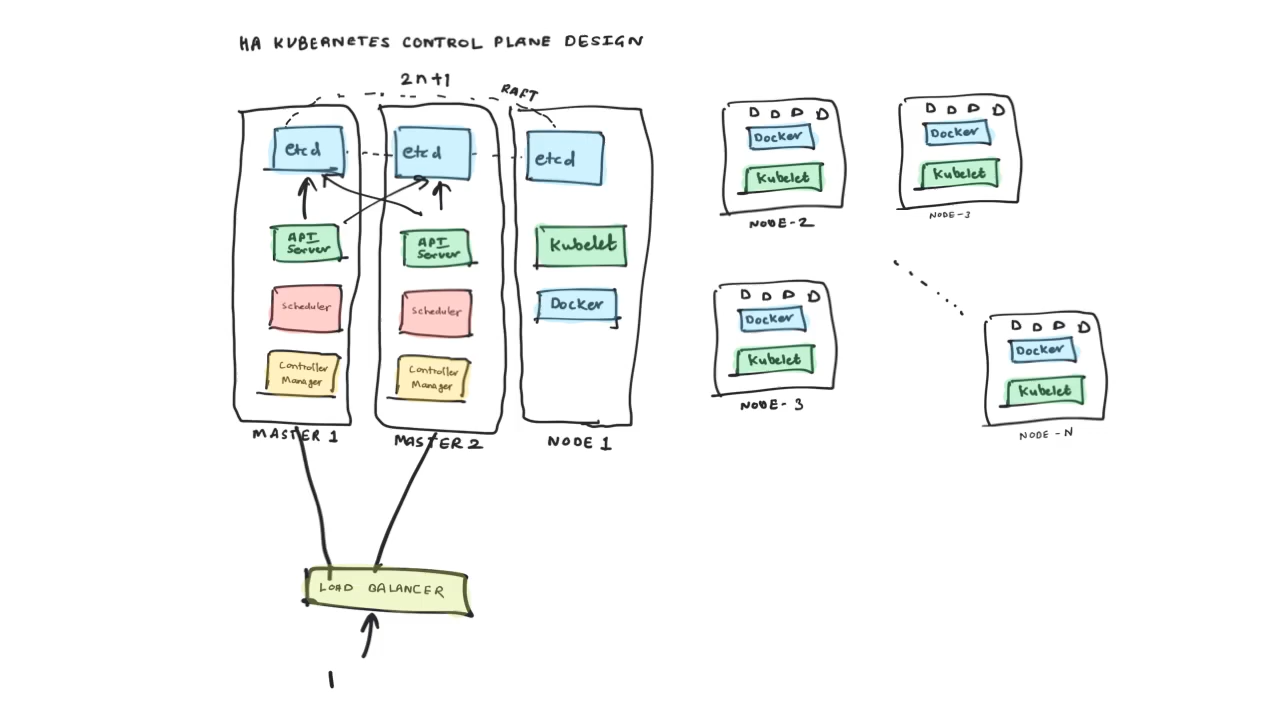 HA KUBERNETES CONTROL PLANE DESIGN
2n+1
RAFT
etcd
etcd
etcd
API
Server
API
Server
Kubelet
Scheduler
Scheduler
Docker
Controller
Manager
Controller
Manager
MASTER 1
MASTER 2
NODE 1
LOAD BALANCER
D D D D
Docker
Kubelet
NODE-2
D D D D
Docker
Kubelet
NODE-3
D D D D
Docker
Kubelet
NODE-3
D D D D
Docker
Kubelet
NODE-N